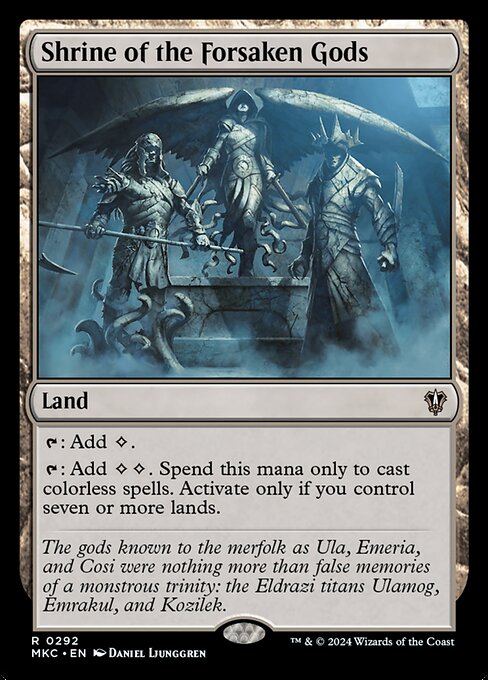 Shrine of the Forsaken Gods
Land
: Add .
: Add . Spend this mana only to cast
colorless spells. Activate only if you control
seven or more lands.
The gods known to the merfolk as Ula, Emeria,
and Cosi were nothing more than false memories
of a monstrous trinity: the Eldrazi titans Ulamog,
Emrakul, and Kozilek.
R 0292
MKC • EN Daniel Ljunggren
™ & © 2024 Wizards of the Coast